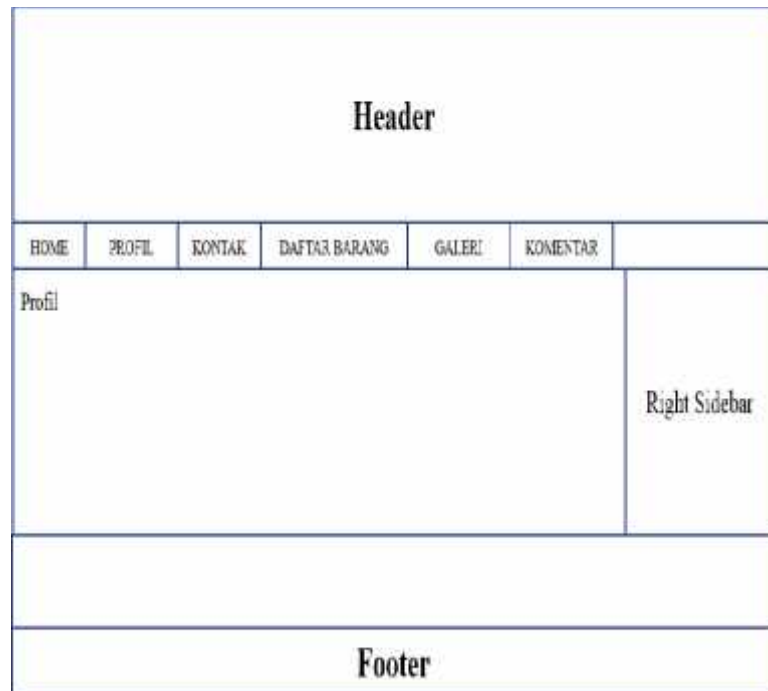 Header
HOME PROFIL KONTAK DAFTAR BARANG GALERI KOMENTAR
Profil
Right Sidebar
Footer